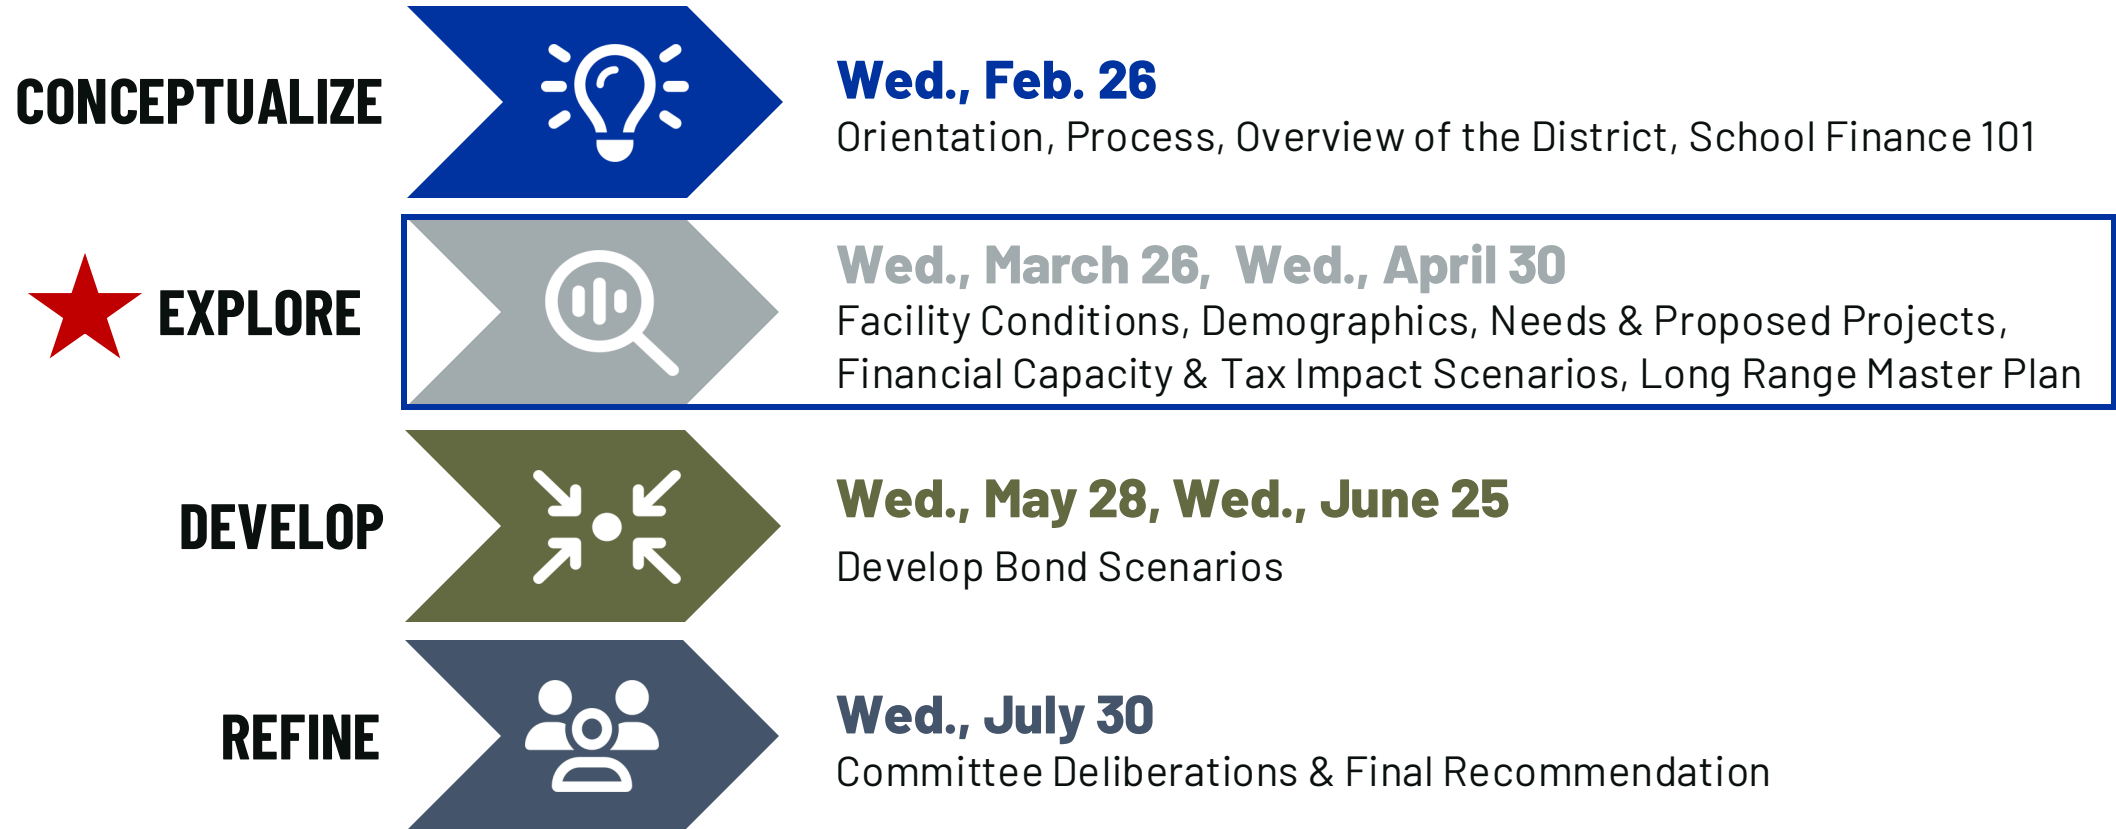 CONCEPTUALIZE
Wed., Feb. 26
Orientation, Process, Overview of the District, School Finance 101
EXPLORE
Wed., March 26, Wed., April 30
Facility Conditions, Demographics, Needs & Proposed Projects,
Financial Capacity & Tax Impact Scenarios, Long Range Master Plan
DEVELOP
Wed., May 28, Wed., June 25
Develop Bond Scenarios
REFINE
Wed., July 30
Committee Deliberations & Final Recommendation